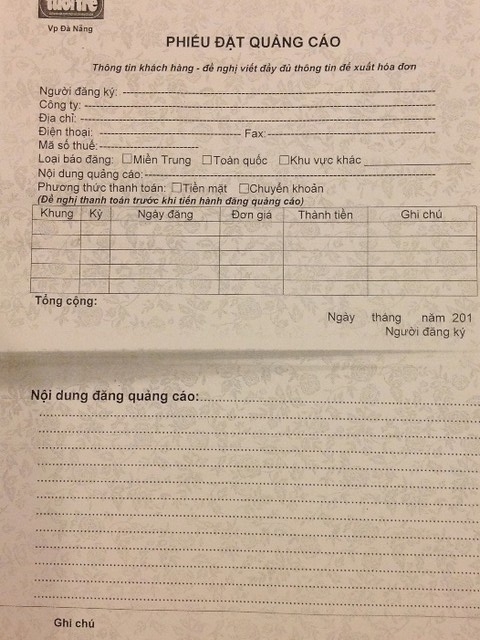 tuổi trẻ
Vp Đà Nẵng
PHIẾU ĐẶT QUẢNG CÁO
Thông tin khách hàng - đề nghị viết đầy đủ thông tin để xuất hóa đơn
Người đăng ký:
Công ty:
Địa chỉ:
Điện thoại: Fax:
Mã số thuế:
Loại báo đăng: ☐Miền Trung ☐Toàn quốc ☐Khu vực khác
Nội dung quảng cáo:
Phương thức thanh toán: ☐Tiền mặt ☐Chuyển khoản
(Đề nghị thanh toán trước khi tiến hành đăng quảng cáo)
Khung Kỳ Ngày đăng Đơn giá Thành tiền Ghi chú
Tổng cộng:
Ngày tháng năm 201
Người đăng ký
Nội dung đăng quảng cáo:
Ghi chú